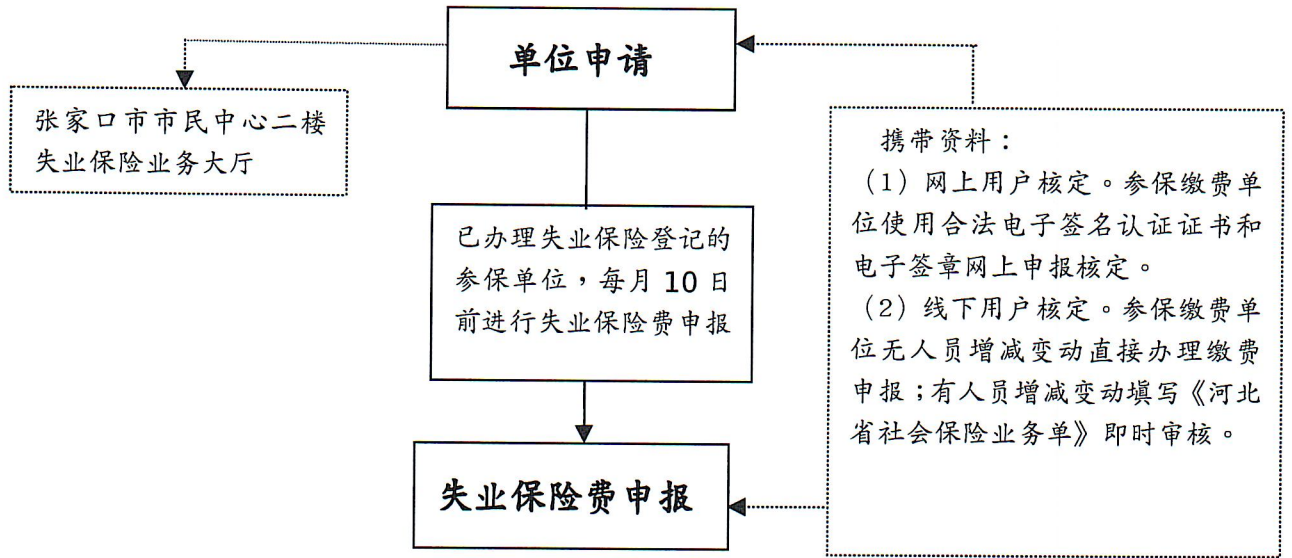 单位申请
张家口市市民中心二楼
失业保险业务大厅
已办理失业保险登记的
参保单位，每月 10 日
前进行失业保险费申报
携带资料：
（1）网上用户核定。参保缴费单
位使用合法电子签名认证证书和
电子签章网上申报核定。
（2）线下用户核定。参保缴费单
位无人员增减变动直接办理缴费
申报；有人员增减变动填写《河北
省社会保险业务单》即时审核。
失业保险费申报